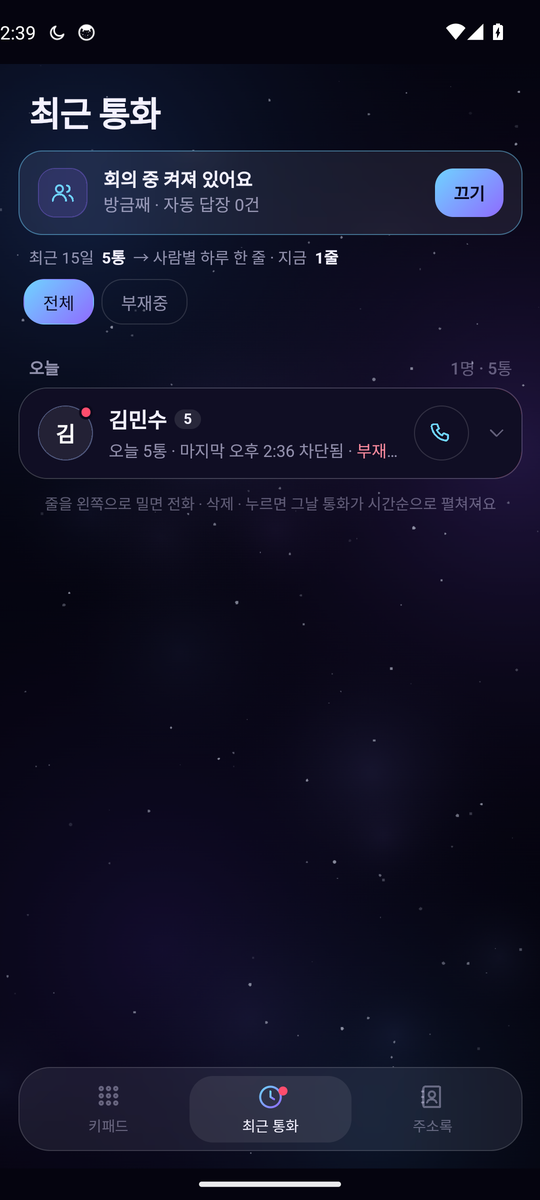 2:39
최근 통화
회의 중 켜져 있어요
방금째 · 자동 답장 0건
끄기
최근 15일 5통 → 사람별 하루 한 줄 · 지금 1줄
전체
부재중
오늘
1명 · 5통
김
김민수 5
오늘 5통 · 마지막 오후 2:36 차단됨 · 부재…
줄을 왼쪽으로 밀면 전화 · 삭제 · 누르면 그날 통화가 시간순으로 펼쳐져요
키패드
최근 통화
주소록